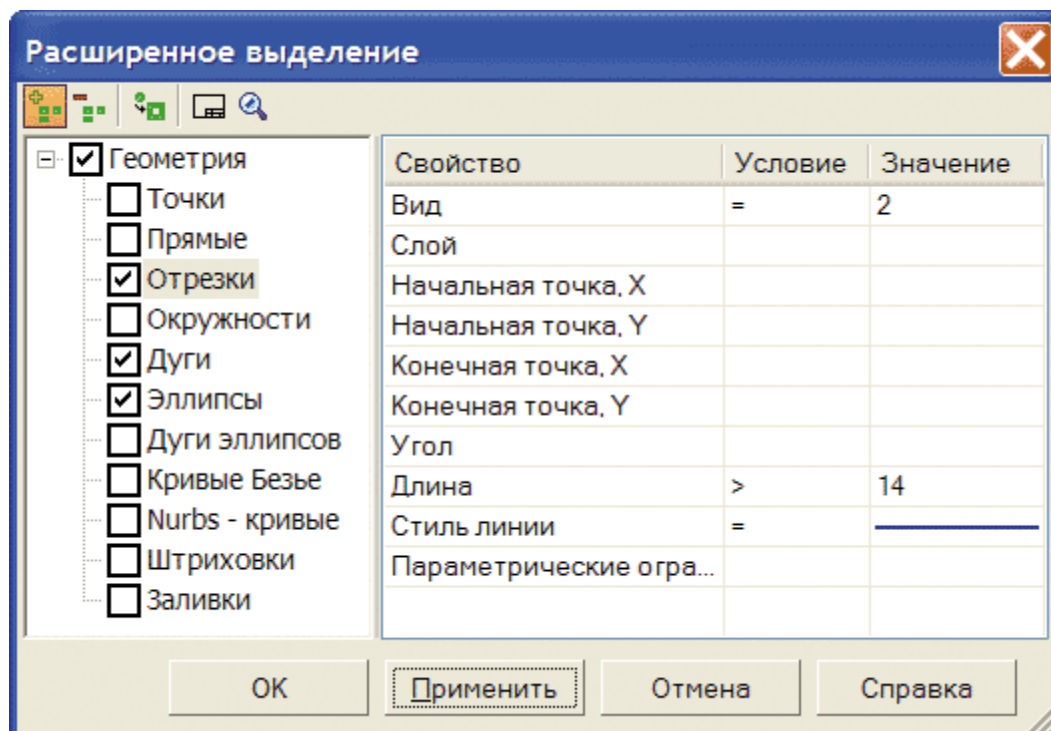 Расширенное выделение
Геометрия
Точки
Прямые
Отрезки
Окружности
Дуги
Эллипсы
Дуги эллипсов
Кривые Безье
Nurbs - кривые
Штриховки
Заливки
Свойство Условие Значение
Вид = 2
Слой
Начальная точка, X
Начальная точка, Y
Конечная точка, X
Конечная точка, Y
Угол
Длина > 14
Стиль линии =
Параметрические огра...
OK Применить Отмена Справка